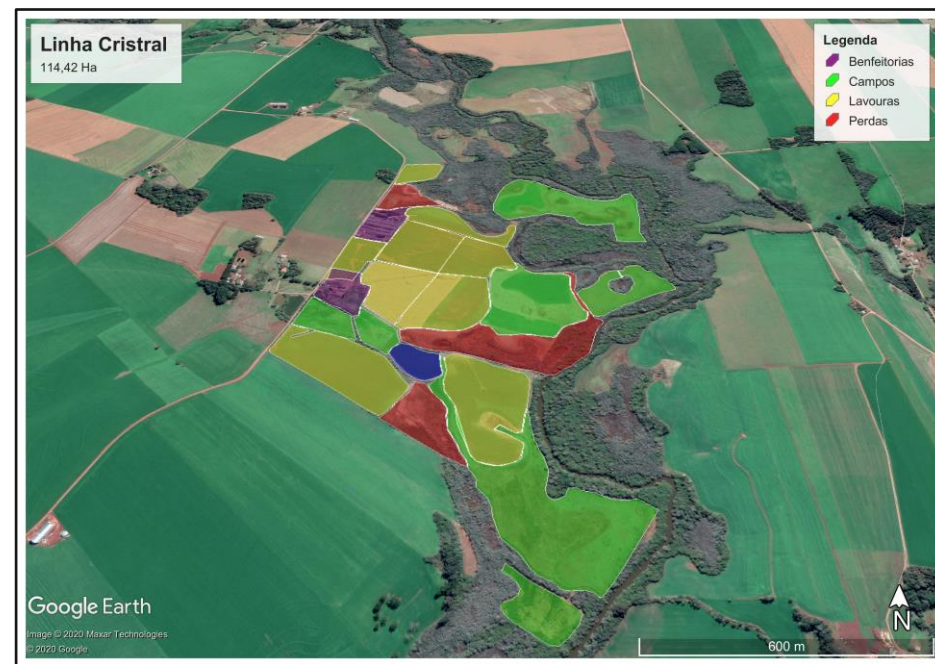 Linha Cristral
114,42 Ha
Legenda
Benfeitorias
Campos
Lavouras
Perdas
Google Earth
Image © 2020 Maxar Technologies
© 2020 Google
N
600 m